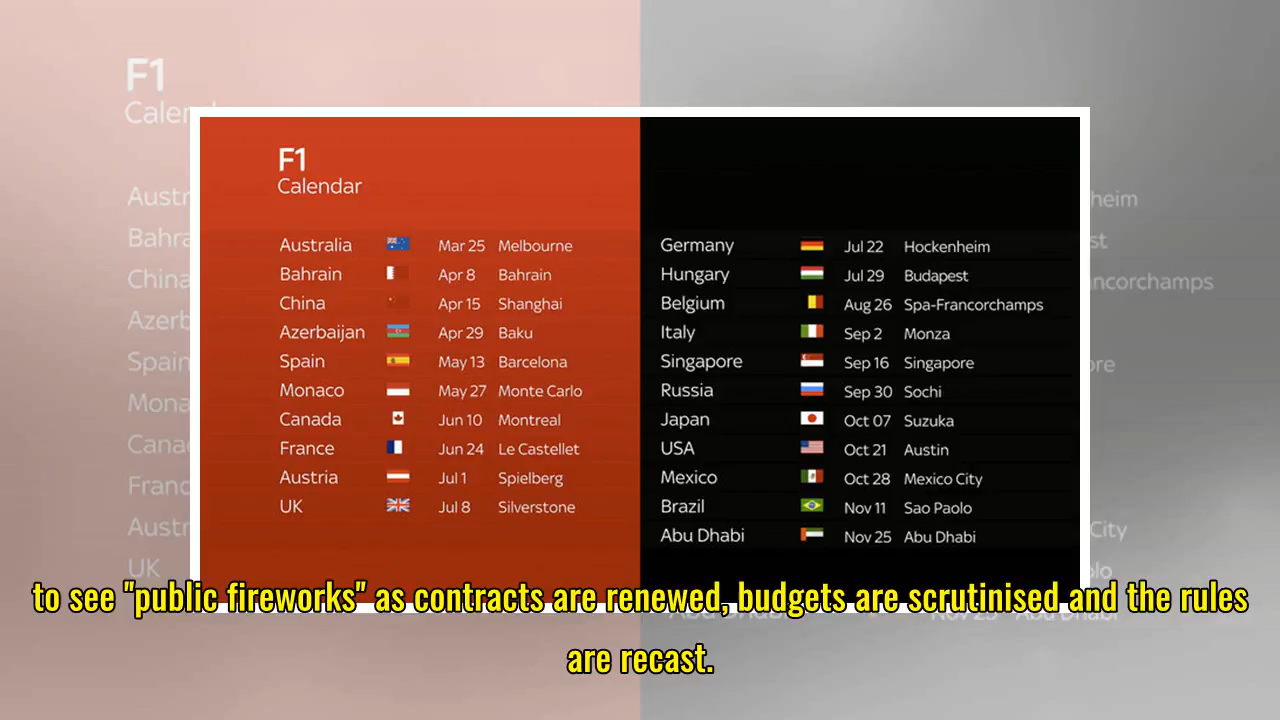 F1
Calendar
F1
Calendar
Australia Mar 25 Melbourne
Bahrain Apr 8 Bahrain
China Apr 15 Shanghai
Azerbaijan Apr 29 Baku
Spain May 13 Barcelona
Monaco May 27 Monte Carlo
Canada Jun 10 Montreal
France Jun 24 Le Castellet
Austria Jul 1 Spielberg
UK Jul 8 Silverstone
Germany Jul 22 Hockenheim
Hungary Jul 29 Budapest
Belgium Aug 26 Spa-Francorchamps
Italy Sep 2 Monza
Singapore Sep 16 Singapore
Russia Sep 30 Sochi
Japan Oct 07 Suzuka
USA Oct 21 Austin
Mexico Oct 28 Mexico City
Brazil Nov 11 Sao Paolo
Abu Dhabi Nov 25 Abu Dhabi
UK
to see "public fireworks" as contracts are renewed, budgets are scrutinised and the rules
are recast.